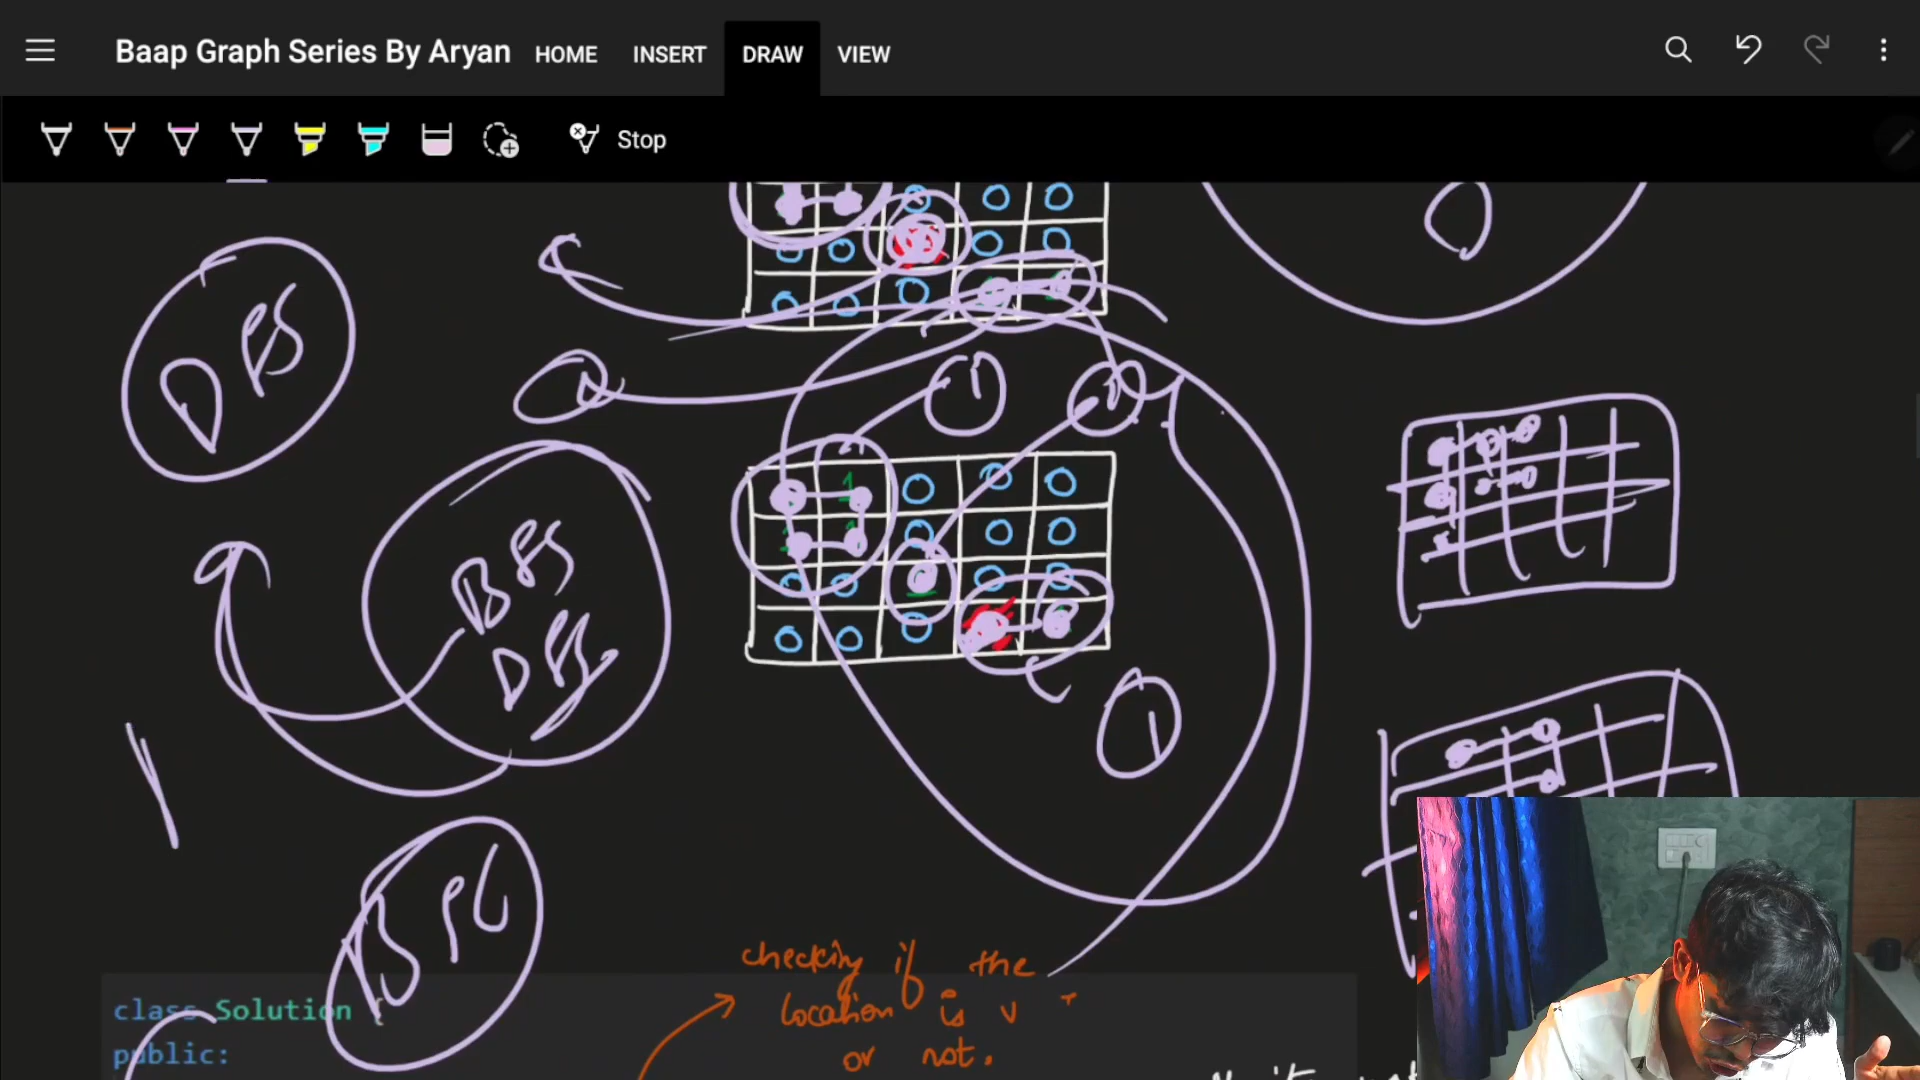 Baap Graph Series By Aryan HOME INSERT DRAW VIEW
Stop
DFS
BFS
DFS
checking if the
location is v
or not.
class Solution {
public: